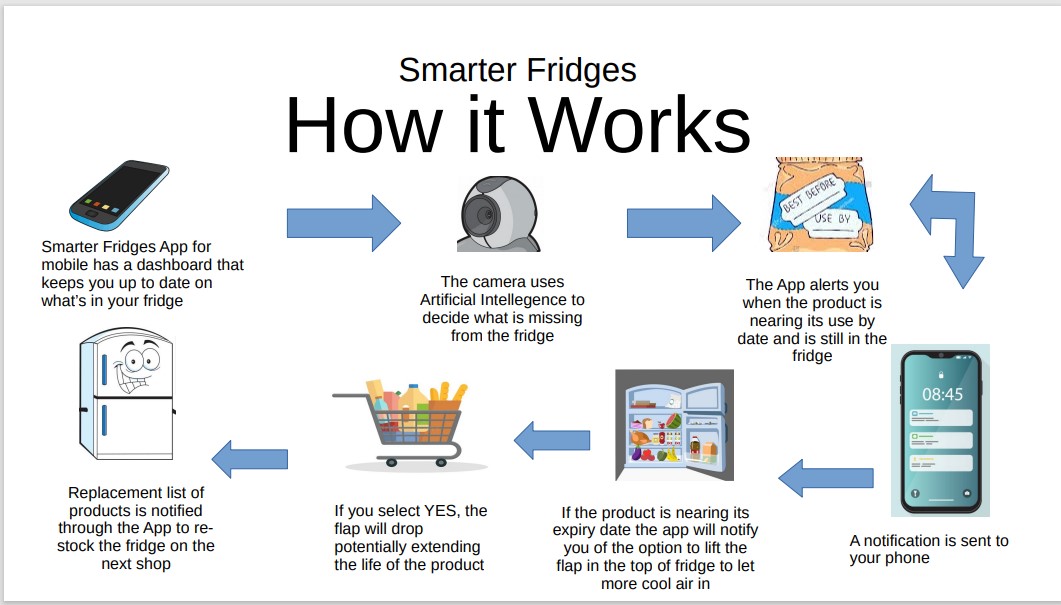 Smarter Fridges
How it Works
Smarter Fridges App for
mobile has a dashboard that
keeps you up to date on
what's in your fridge
The camera uses
Artificial Intellegence to
decide what is missing
from the fridge
BEST BEFORE
USE BY
The App alerts you
when the product is
nearing its use by
date and is still in the
fridge
08:45
A notification is sent to
your phone
If the product is nearing its
expiry date the app will notify
you of the option to lift the
flap in the top of fridge to let
more cool air in
If you select YES, the
flap will drop
potentially extending
the life of the product
Replacement list of
products is notified
through the App to re-
stock the fridge on the
next shop